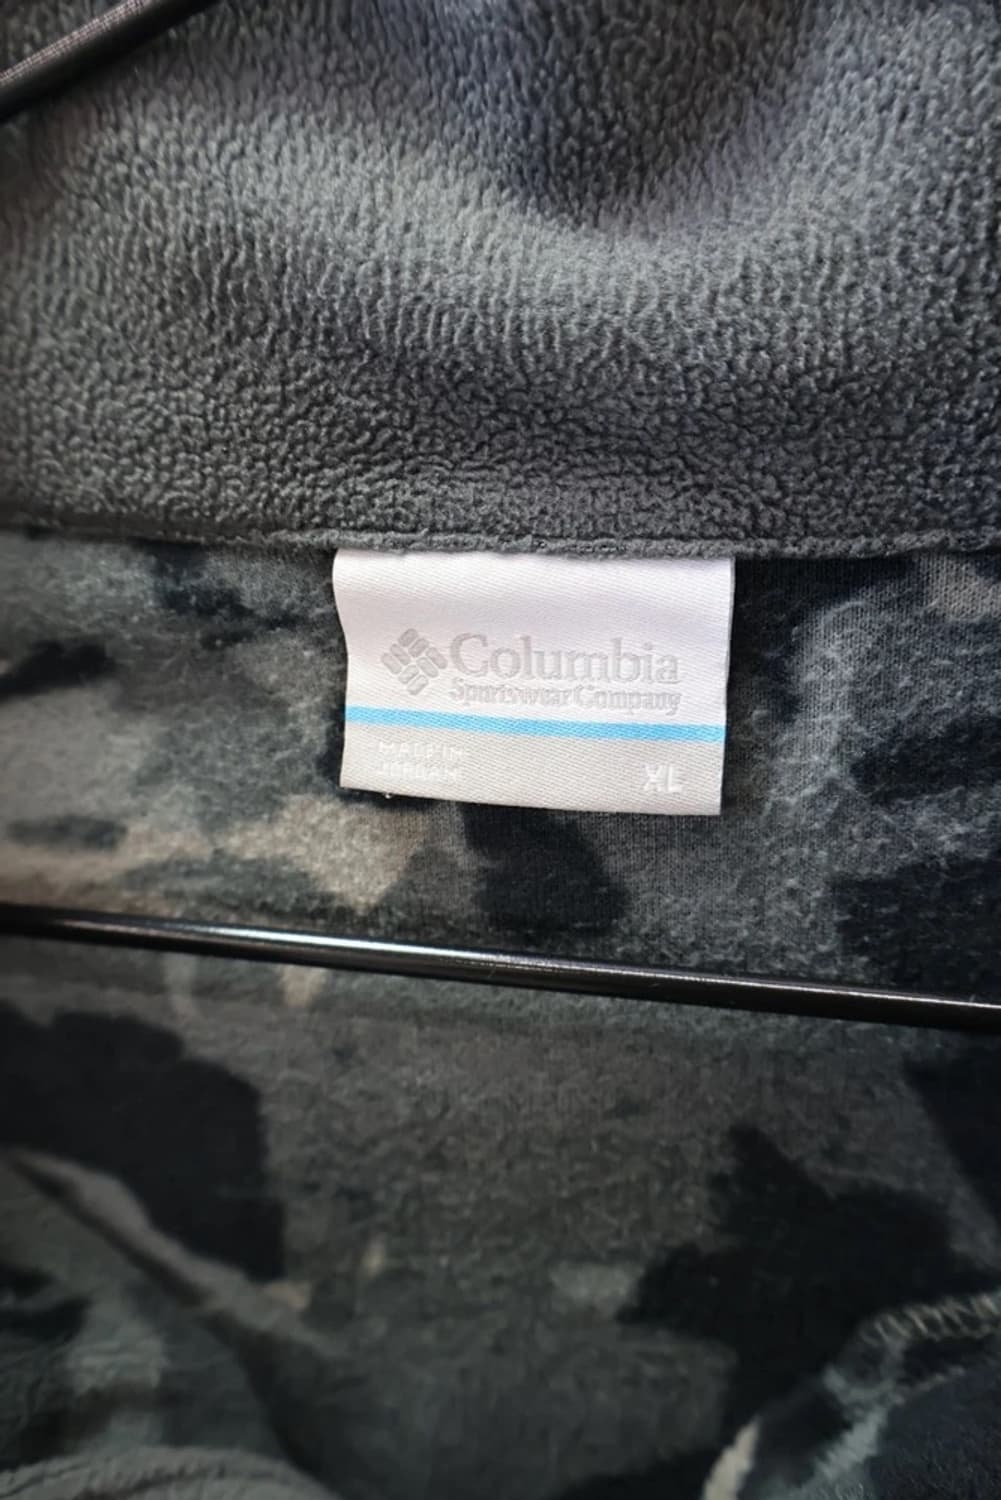 Columbia
Sportswear Company
MADE IN
JORDAN
XL